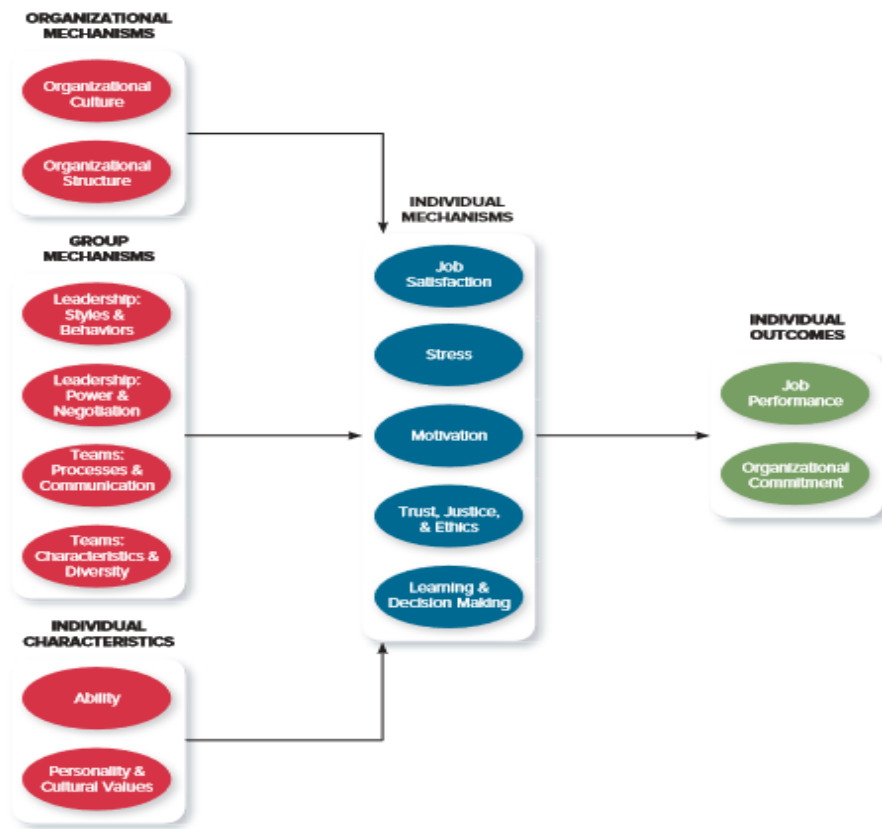 ORGANIZATIONAL
MECHANISMS
Organizational
Culture
Organizational
Structure
GROUP
MECHANISMS
Leadership:
Styles &
Behaviors
Leadership:
Power &
Negotiation
Teams:
Processes &
Communication
Teams:
Characteristics &
Diversity
INDIVIDUAL
CHARACTERISTICS
Ability
Personality &
Cultural Values
INDIVIDUAL
MECHANISMS
Job
Satisfaction
Stress
Motivation
Trust, Justice,
& Ethics
Learning &
Decision Making
INDIVIDUAL
OUTCOMES
Job
Performance
Organizational
Commitment